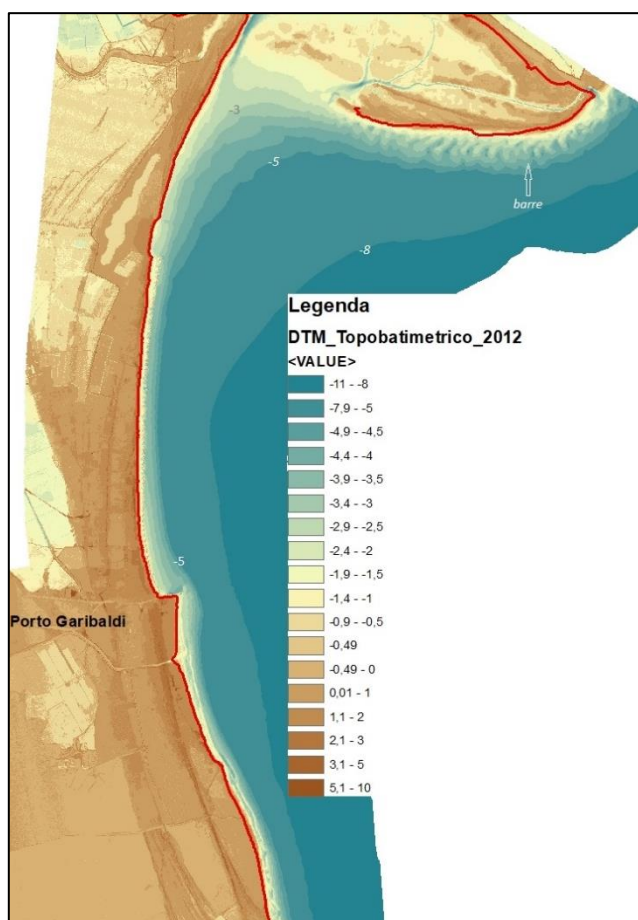 -3
-5
barre
-8
Legenda
DTM_Topobatimetrico_2012
<VALUE>
-11 - -8
-7,9 - -5
-4,9 - -4,5
-4,4 - -4
-3,9 - -3,5
-3,4 - -3
-2,9 - -2,5
-2,4 - -2
-1,9 - -1,5
-1,4 - -1
-0,9 - -0,5
-0,49
-0,49 - 0
0,01 - 1
1,1 - 2
2,1 - 3
3,1 - 5
5,1 - 10
-5
Porto Garibaldi